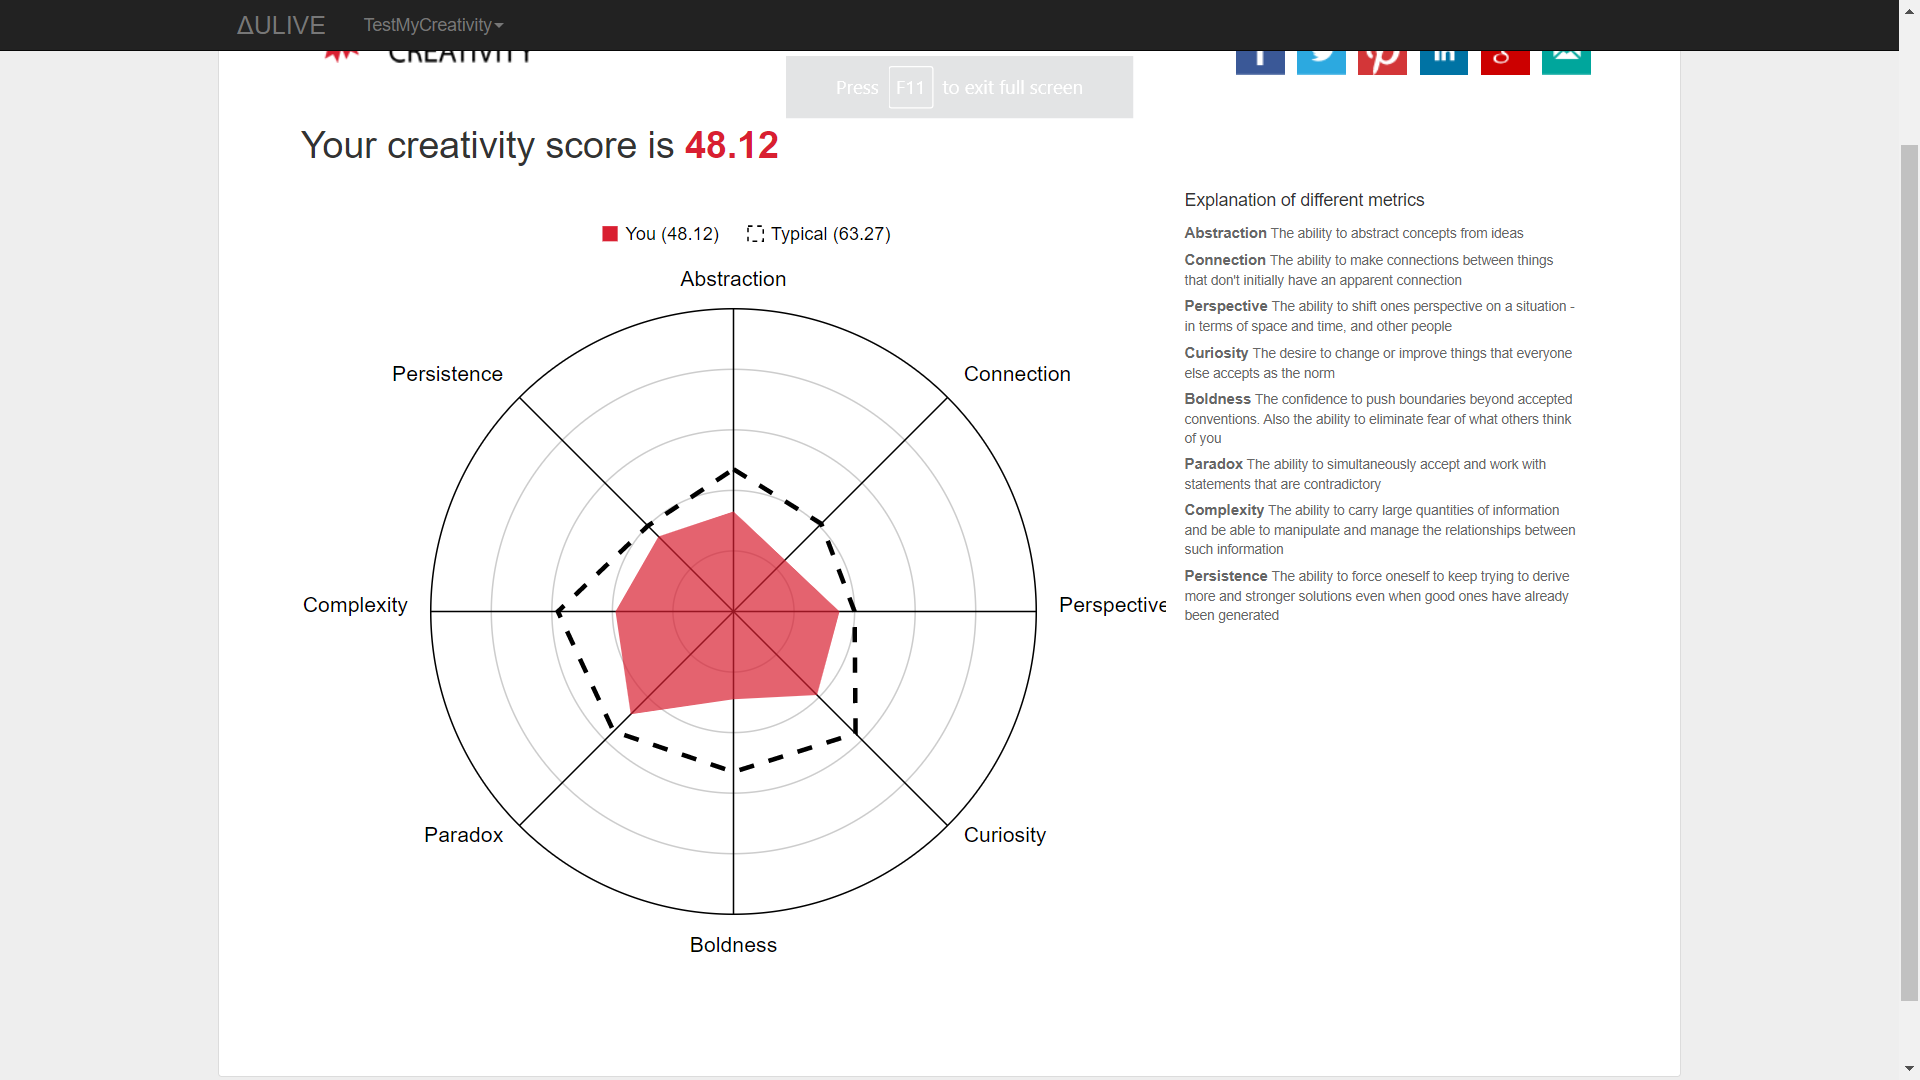 ΔULIVE TestMyCreativity
CREATIVITY
Press F11 to exit full screen
Your creativity score is 48.12
You (48.12) Typical (63.27)
Abstraction
Persistence
Connection
Complexity
Perspective
Paradox
Curiosity
Boldness
Explanation of different metrics
Abstraction The ability to abstract concepts from ideas
Connection The ability to make connections between things
that don't initially have an apparent connection
Perspective The ability to shift ones perspective on a situation -
in terms of space and time, and other people
Curiosity The desire to change or improve things that everyone
else accepts as the norm
Boldness The confidence to push boundaries beyond accepted
conventions. Also the ability to eliminate fear of what others think
of you
Paradox The ability to simultaneously accept and work with
statements that are contradictory
Complexity The ability to carry large quantities of information
and be able to manipulate and manage the relationships between
such information
Persistence The ability to force oneself to keep trying to derive
more and stronger solutions even when good ones have already
been generated